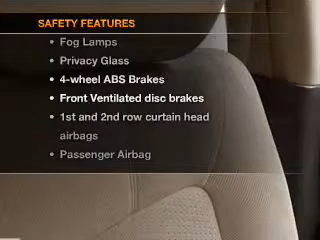 SAFETY FEATURES
• Fog Lamps
• Privacy Glass
• 4-wheel ABS Brakes
• Front Ventilated disc brakes
• 1st and 2nd row curtain head
airbags
• Passenger Airbag